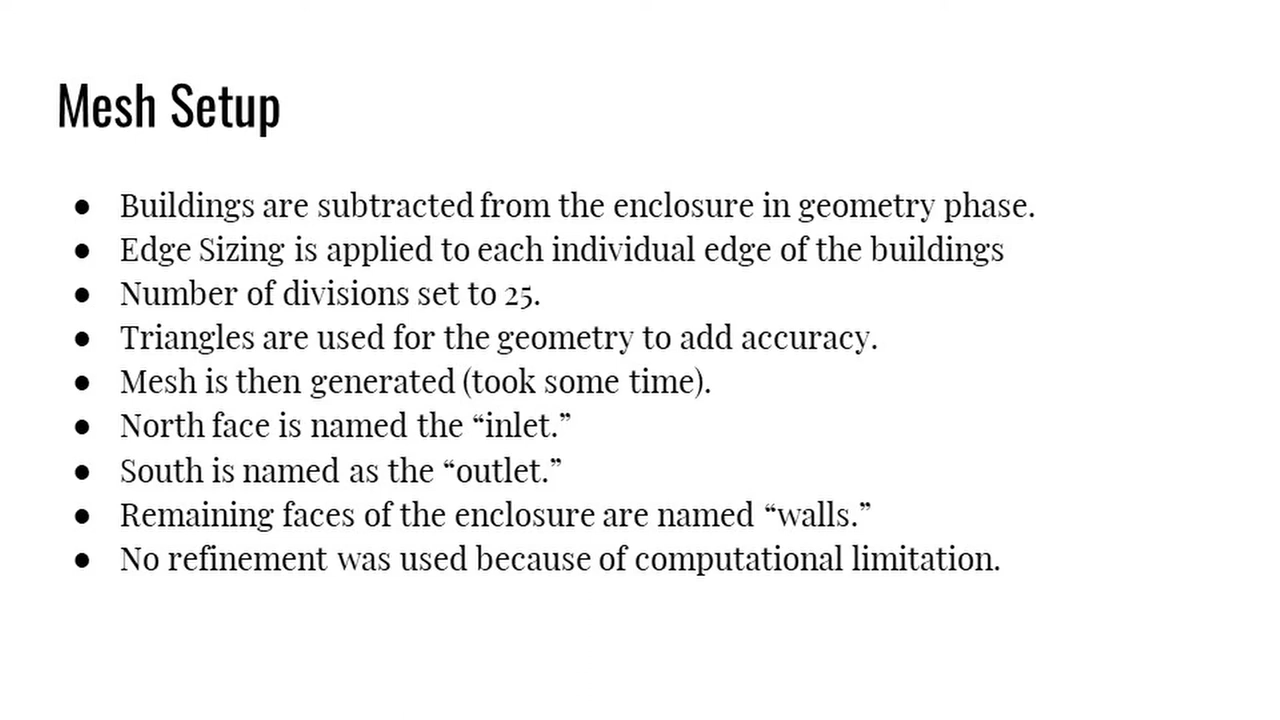 Mesh Setup
● Buildings are subtracted from the enclosure in geometry phase.
● Edge Sizing is applied to each individual edge of the buildings
● Number of divisions set to 25.
● Triangles are used for the geometry to add accuracy.
● Mesh is then generated (took some time).
● North face is named the “inlet.”
● South is named as the “outlet.”
● Remaining faces of the enclosure are named “walls.”
● No refinement was used because of computational limitation.